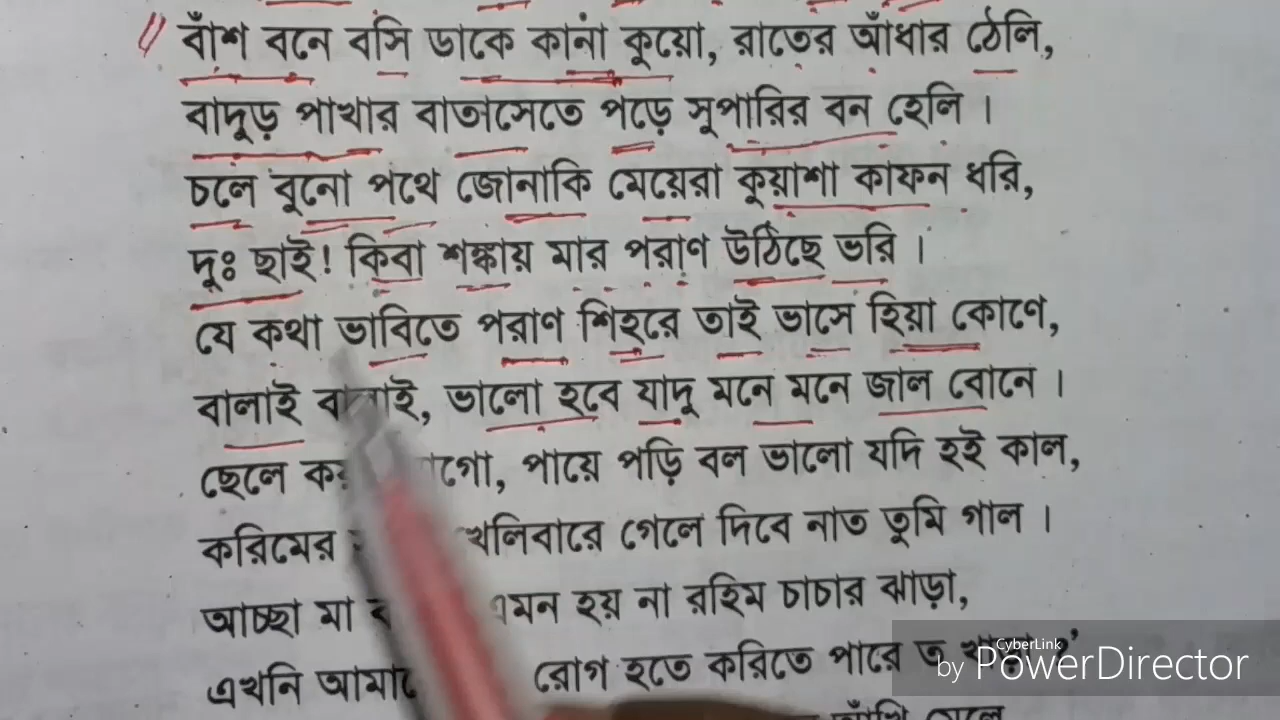 বাঁশ বনে বসি ডাকে কানা কুয়ো, রাতের আঁধার ঠেলি,
বাদুড় পাখার বাতাসেতে পড়ে সুপারির বন হেলি ।
চলে বুনো পথে জোনাকি মেয়েরা কুয়াশা কাফন ধরি,
দুঃ ছাই! কিবা শঙ্কায় মার পরাণ উঠিছে ভরি ।
যে কথা ভাবিতে পরাণ শিহরে তাই ভাসে হিয়া কোণে,
বালাই বালাই, ভালো হবে যাদু মনে মনে জাল বোনে ।
ছেলে কয় পায়ে পড়ি বল ভালো যদি হই কাল,
করিমের খেলিবারে গেলে দিবে নাত তুমি গাল ।
আচ্ছা মা এমন হয় না রহিম চাচার ঝাড়া,
এখনি রোগ হতে করিতে পারে ত
CyberLink
by PowerDirector